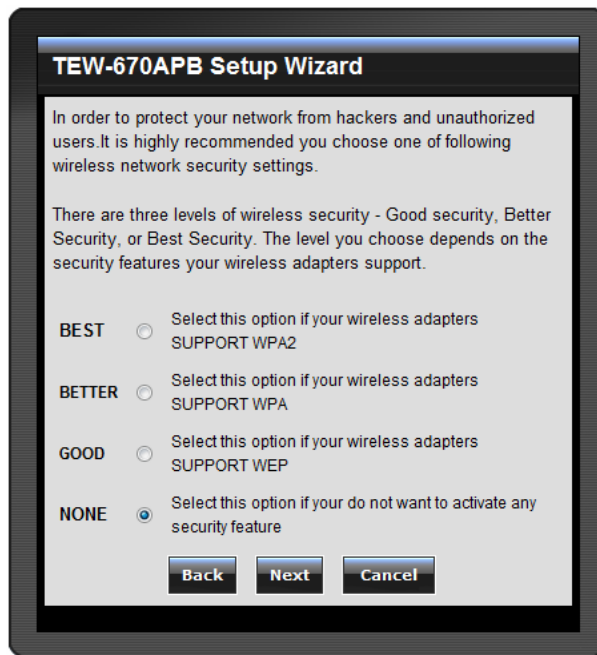 TEW-670APB Setup Wizard
In order to protect your network from hackers and unauthorized
users.It is highly recommended you choose one of following
wireless network security settings.
There are three levels of wireless security - Good security, Better
Security, or Best Security. The level you choose depends on the
security features your wireless adapters support.
BEST
Select this option if your wireless adapters
SUPPORT WPA2
BETTER
Select this option if your wireless adapters
SUPPORT WPA
GOOD
Select this option if your wireless adapters
SUPPORT WEP
NONE
Select this option if your do not want to activate any
security feature
Back Next Cancel